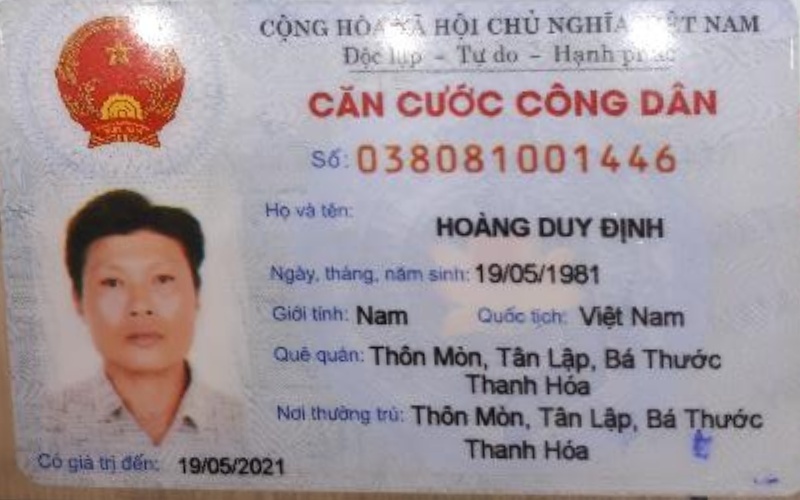 CỘNG HÒA XÃ HỘI CHỦ NGHĨA VIỆT NAM
Độc lập - Tự do - Hạnh phúc
CĂN CƯỚC CÔNG DÂN
Số: 038081001446
Họ và tên:
HOÀNG DUY ĐỊNH
Ngày, tháng, năm sinh: 19/05/1981
Giới tính: Nam Quốc tịch: Việt Nam
Quê quán: Thôn Mòn, Tân Lập, Bá Thước
Thanh Hóa
Nơi thường trú: Thôn Mòn, Tân Lập, Bá Thước
Thanh Hóa
Có giá trị đến: 19/05/2021